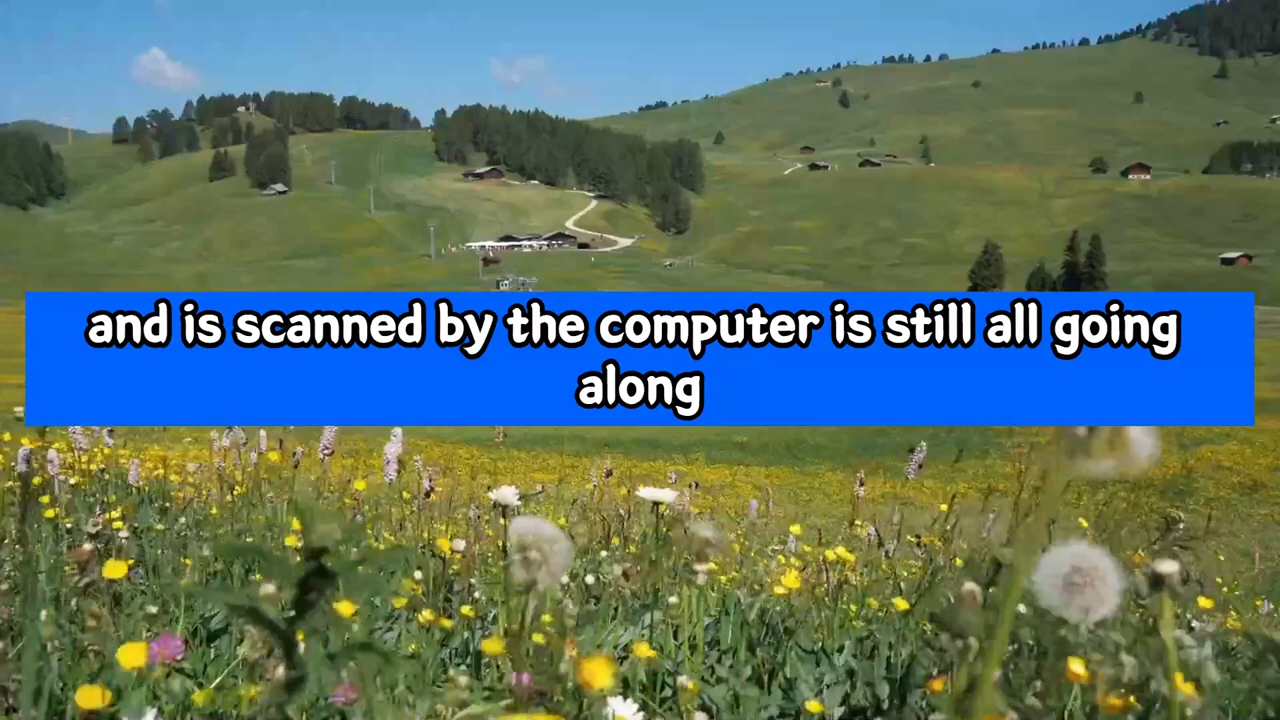 and is scanned by the computer is still all going
along